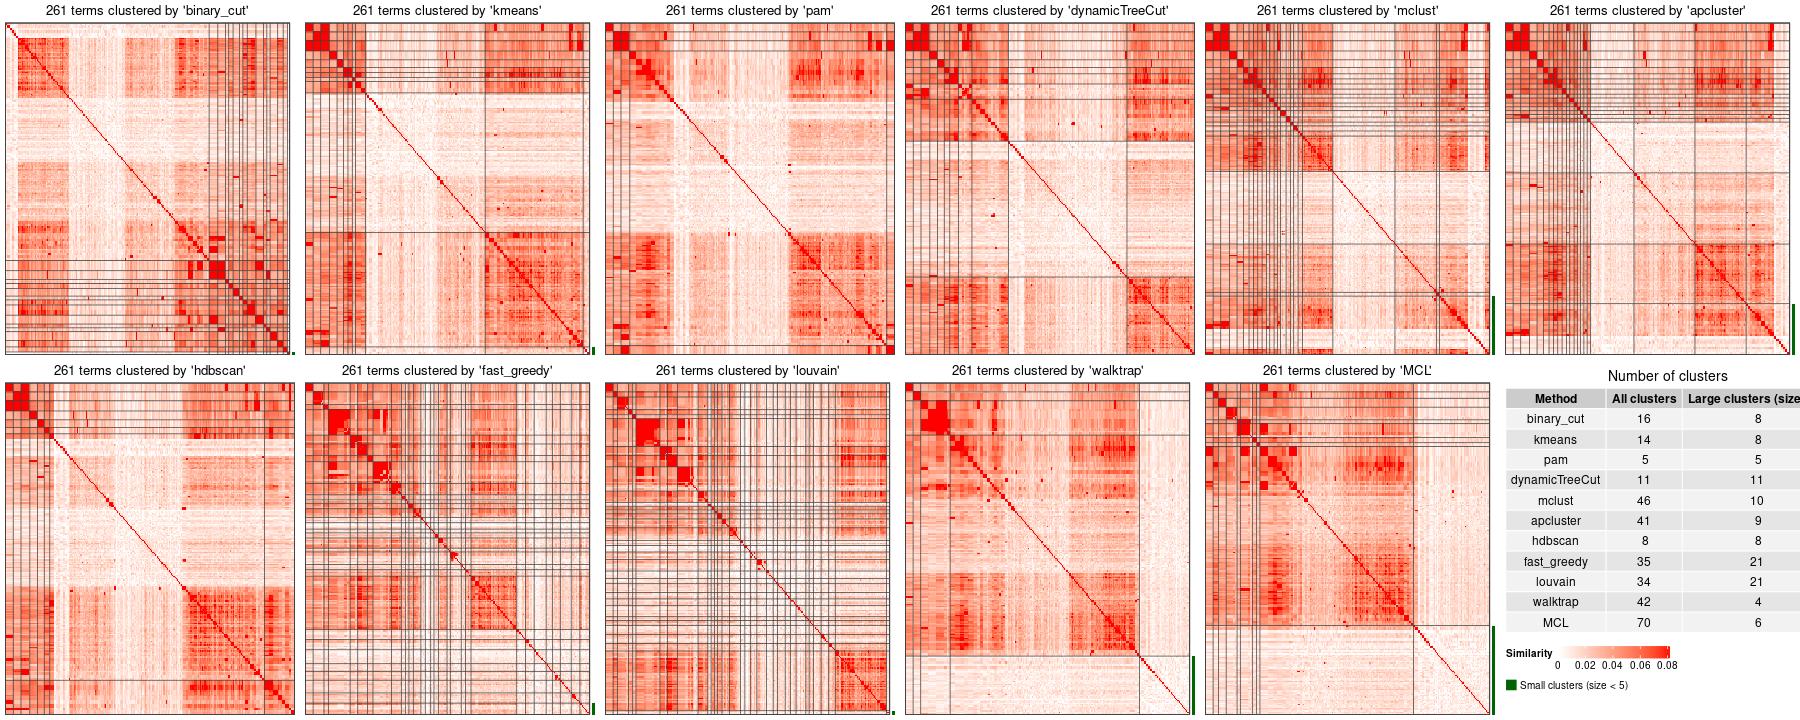 261 terms clustered by 'binary_cut'
261 terms clustered by 'kmeans'
261 terms clustered by 'pam'
261 terms clustered by 'dynamicTreeCut'
261 terms clustered by 'mclust'
261 terms clustered by 'apcluster'
261 terms clustered by 'hdbscan'
261 terms clustered by 'fast_greedy'
261 terms clustered by 'louvain'
261 terms clustered by 'walktrap'
261 terms clustered by 'MCL'
Number of clusters
Method All clusters Large clusters (size
binary_cut 16 8
kmeans 14 8
pam 5 5
dynamicTreeCut 11 11
mclust 46 10
apcluster 41 9
hdbscan 8 8
fast_greedy 35 21
louvain 34 21
walktrap 42 4
MCL 70 6
Similarity
0 0.02 0.04 0.06 0.08
Small clusters (size < 5)